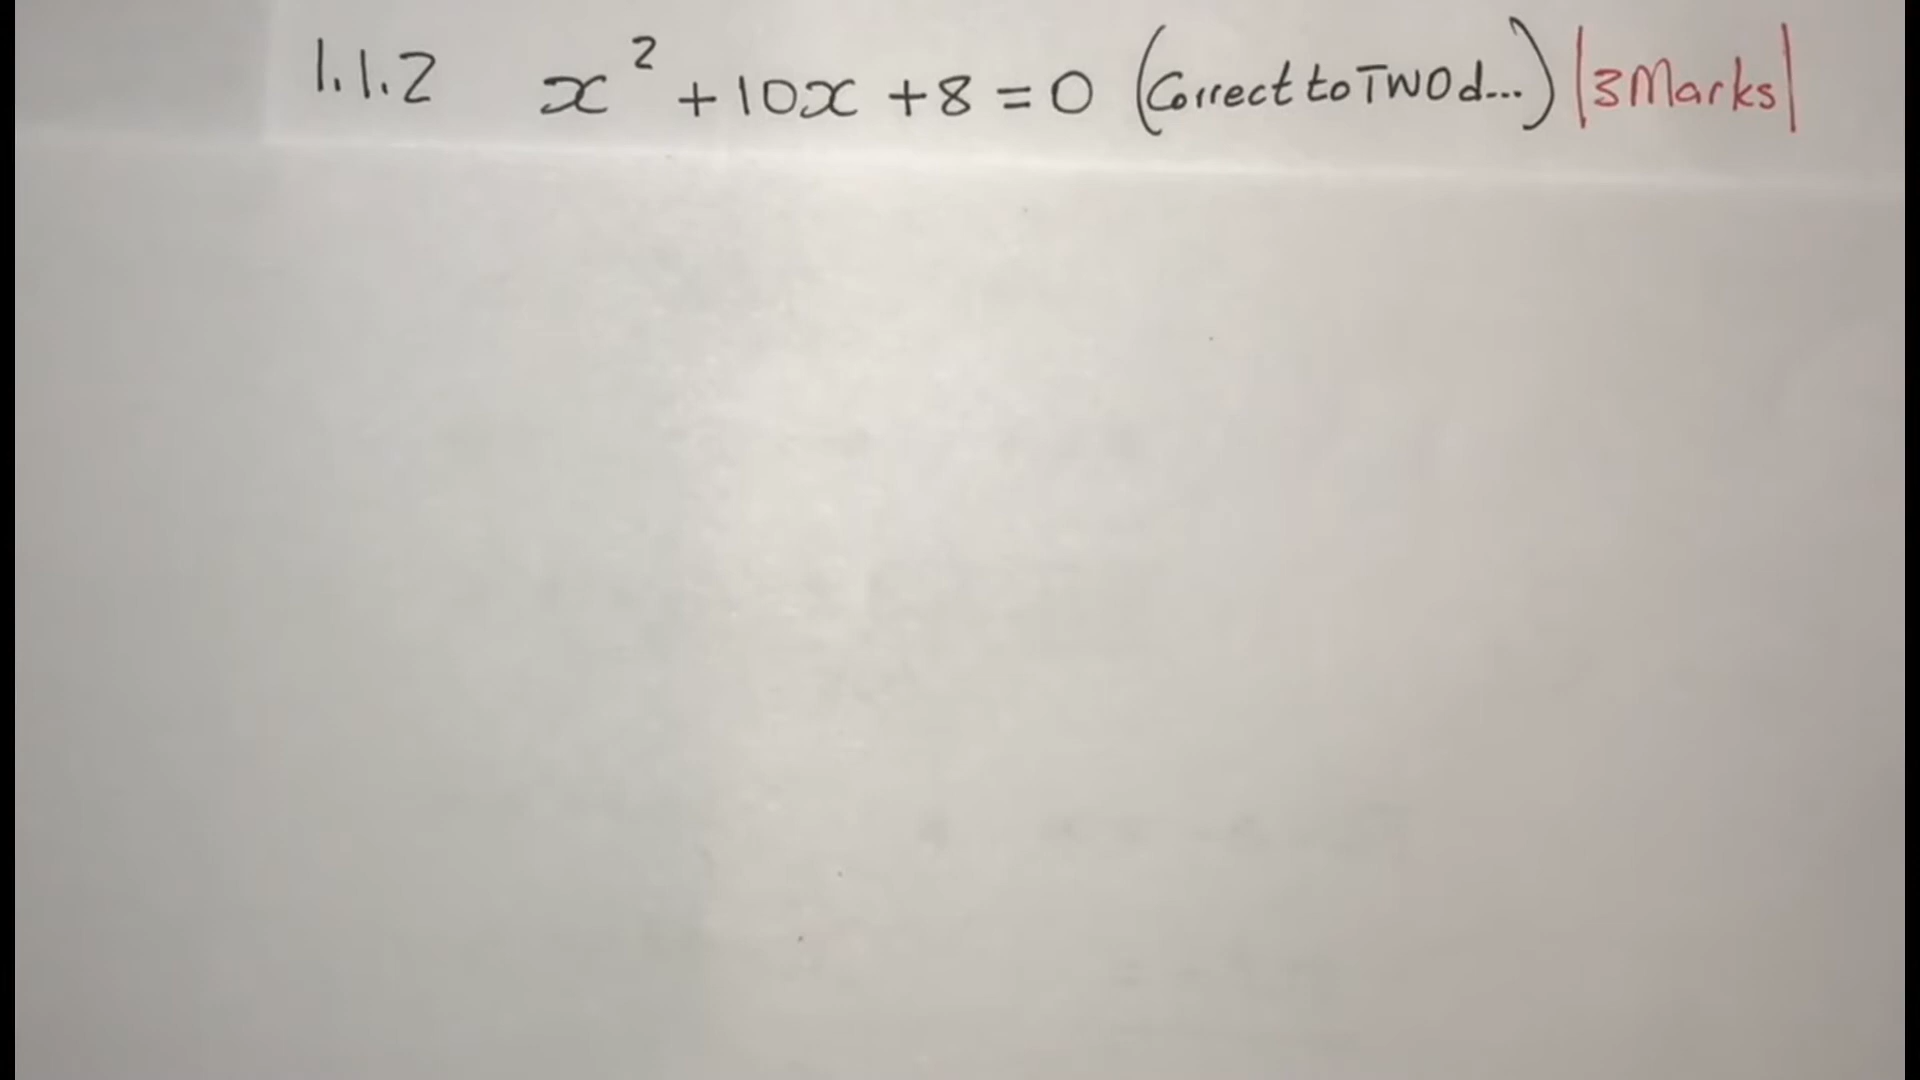 1.1.2 x² + 10x + 8 = 0 (Correct to TWO d...) |3 Marks|